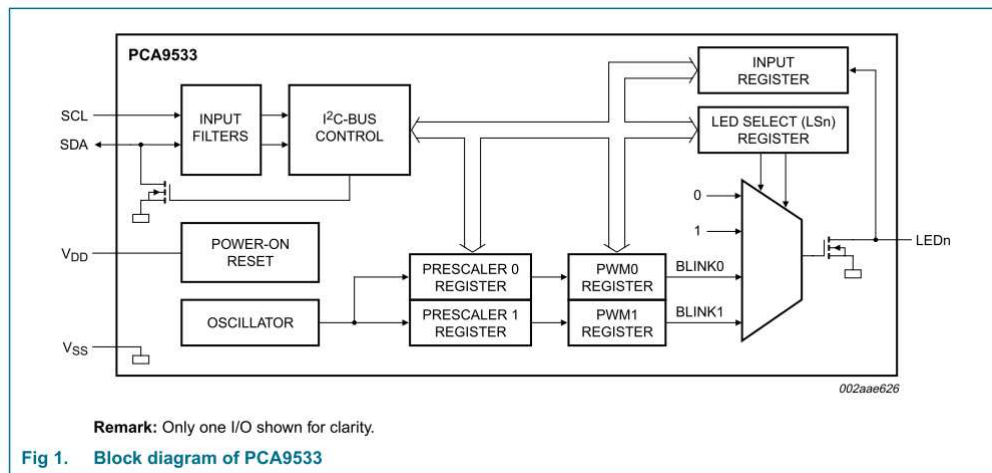 PCA9533
INPUT
REGISTER
SCL
SDA
INPUT
FILTERS
I²C-BUS
CONTROL
LED SELECT (LSn)
REGISTER
0
1
LEDn
VDD
POWER-ON
RESET
PRESCALER 0
REGISTER
PWM0
REGISTER
BLINK0
OSCILLATOR
PRESCALER 1
REGISTER
PWM1
REGISTER
BLINK1
VSS
002aae626
Remark: Only one I/O shown for clarity.
Fig 1. Block diagram of PCA9533